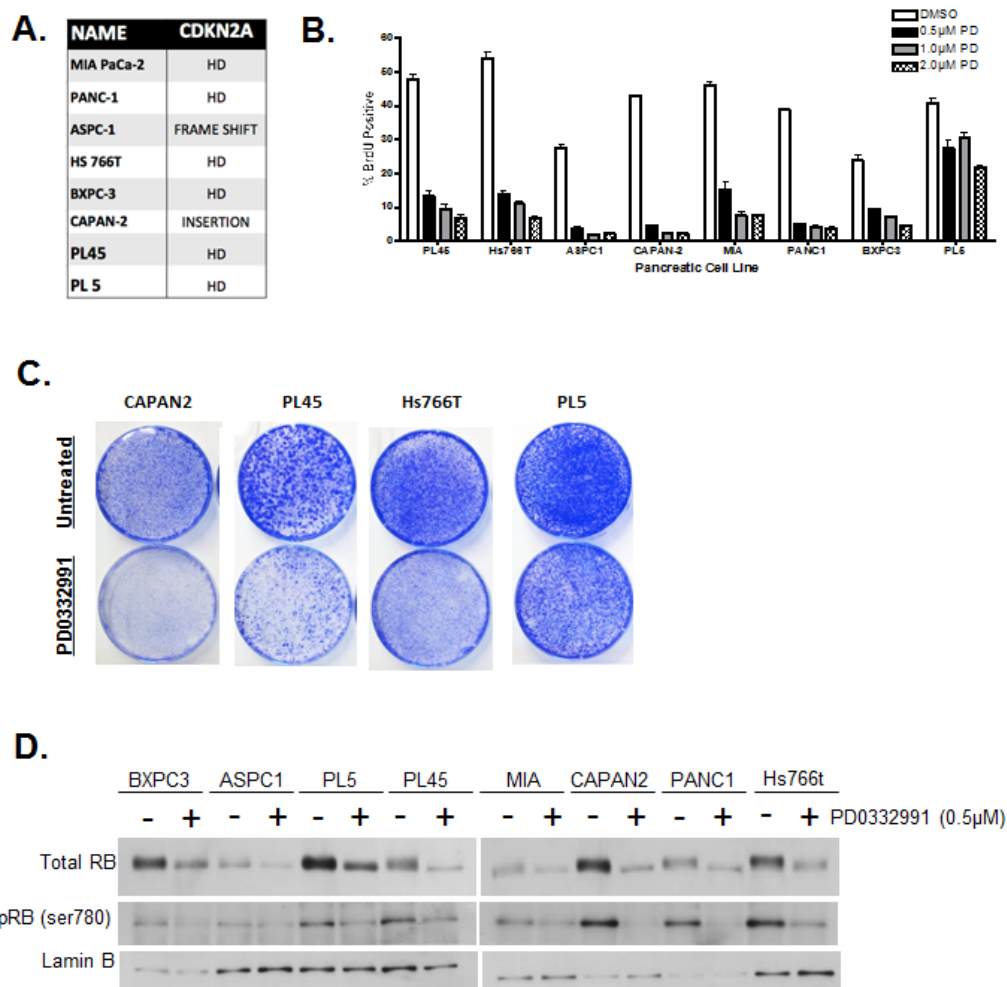 A.
NAME CDKN2A
MIA PaCa-2 HD
PANC-1 HD
ASPC-1 FRAME SHIFT
HS 766T HD
BXPC-3 HD
CAPAN-2 INSERTION
PL45 HD
PL 5 HD
B.
DMSO
0.5µM PD
1.0µM PD
2.0µM PD
% BrdU Positive
60
50
40
30
20
10
0
PL45 Hs766T ASPC1 CAPAN-2 MIA PANC1 BXPC3 PL5
Pancreatic Cell Line
C.
CAPAN2 PL45 Hs766T PL5
Untreated
PD0332991
D.
BXPC3 ASPC1 PL5 PL45 MIA CAPAN2 PANC1 Hs766t
- + - + - + - + - + - + - + - + PD0332991 (0.5µM)
Total RB
pRB (ser780)
Lamin B